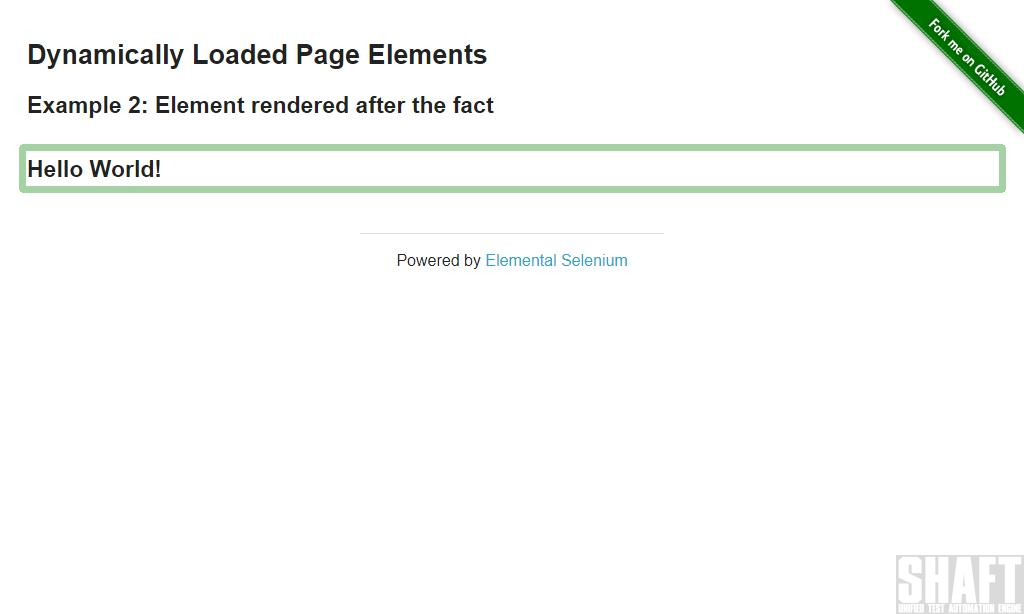 Dynamically Loaded Page Elements
Fork me on GitHub
Example 2: Element rendered after the fact
Hello World!
Powered by Elemental Selenium
SHAFT
UNIFIED TEST AUTOMATION ENGINE